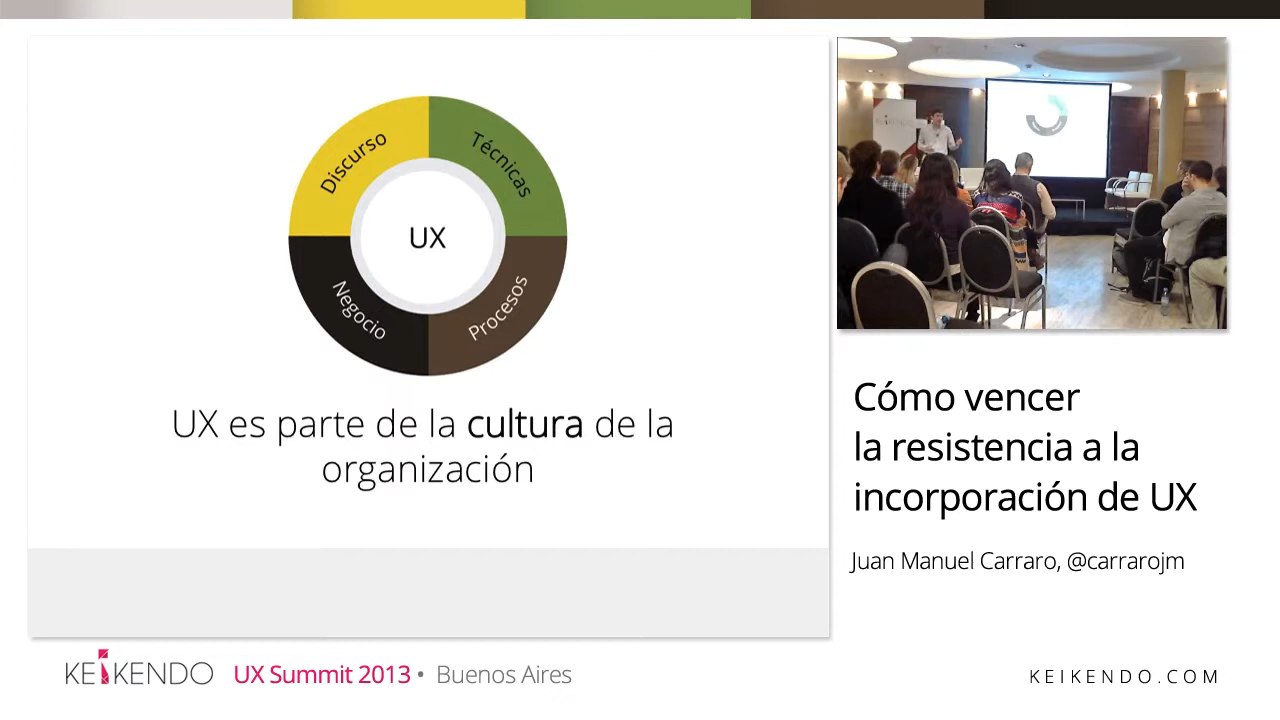 Discurso
Técnicas
UX
Negocio
Procesos
UX es parte de la cultura de la
organización
KEIKENDO
Cómo vencer
la resistencia a la
incorporación de UX
Juan Manuel Carraro, @carrarojm
KEIKENDO UX Summit 2013 • Buenos Aires
KEIKENDO.COM